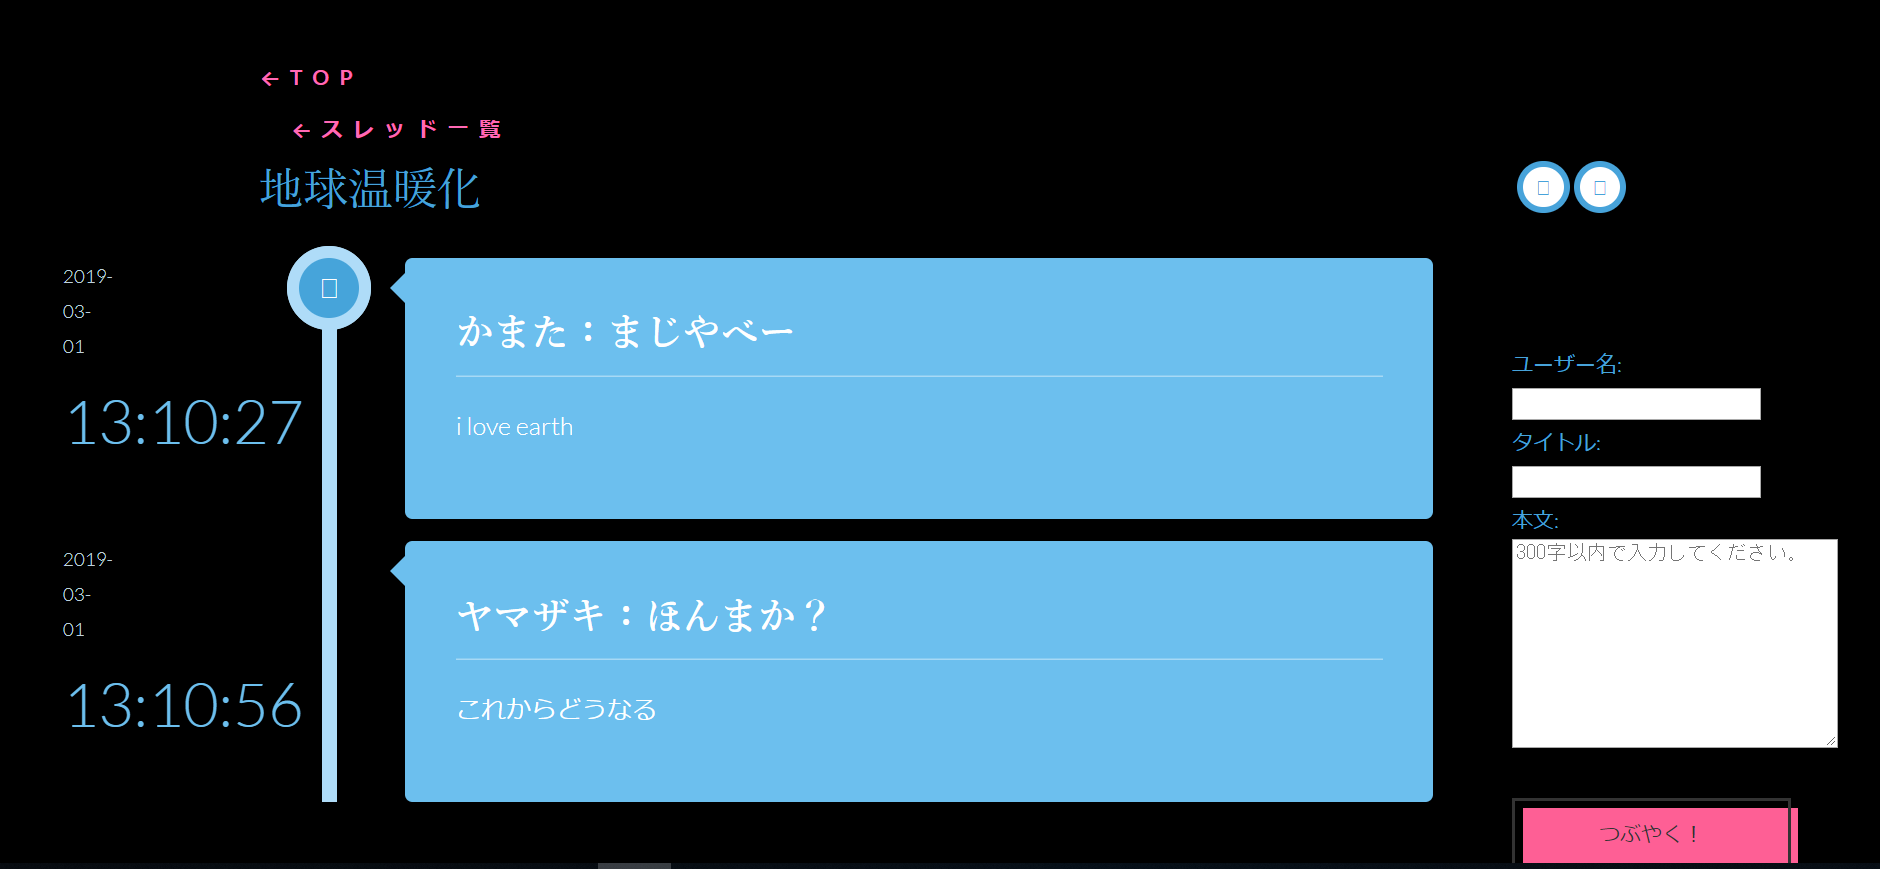 ← TOP
← スレッド一覧
地球温暖化
2019-
03-
01
13:10:27
かまた：まじやべー
i love earth
2019-
03-
01
13:10:56
ヤマザキ：ほんまか？
これからどうなる
ユーザー名:
タイトル:
本文:
300字以内で入力してください。
つぶやく！